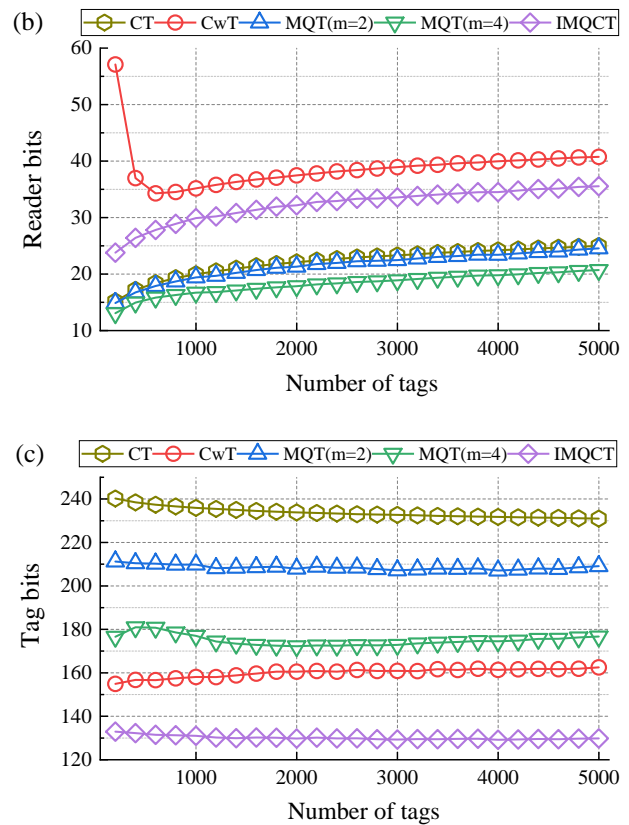 (b)
CT CwT MQT(m=2) MQT(m=4) IMQCT
60
50
40
30
20
10
Reader bits
1000 2000 3000 4000 5000
Number of tags
(c)
CT CwT MQT(m=2) MQT(m=4) IMQCT
240
220
200
180
160
140
120
Tag bits
1000 2000 3000 4000 5000
Number of tags